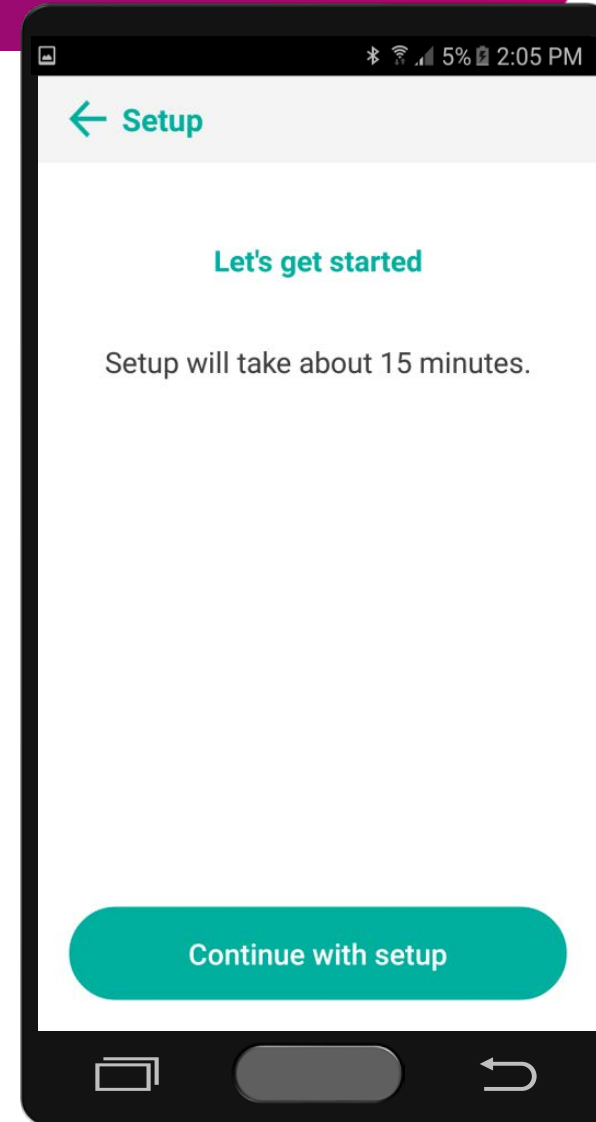 5% 2:05 PM
Setup
Let's get started
Setup will take about 15 minutes.
Continue with setup